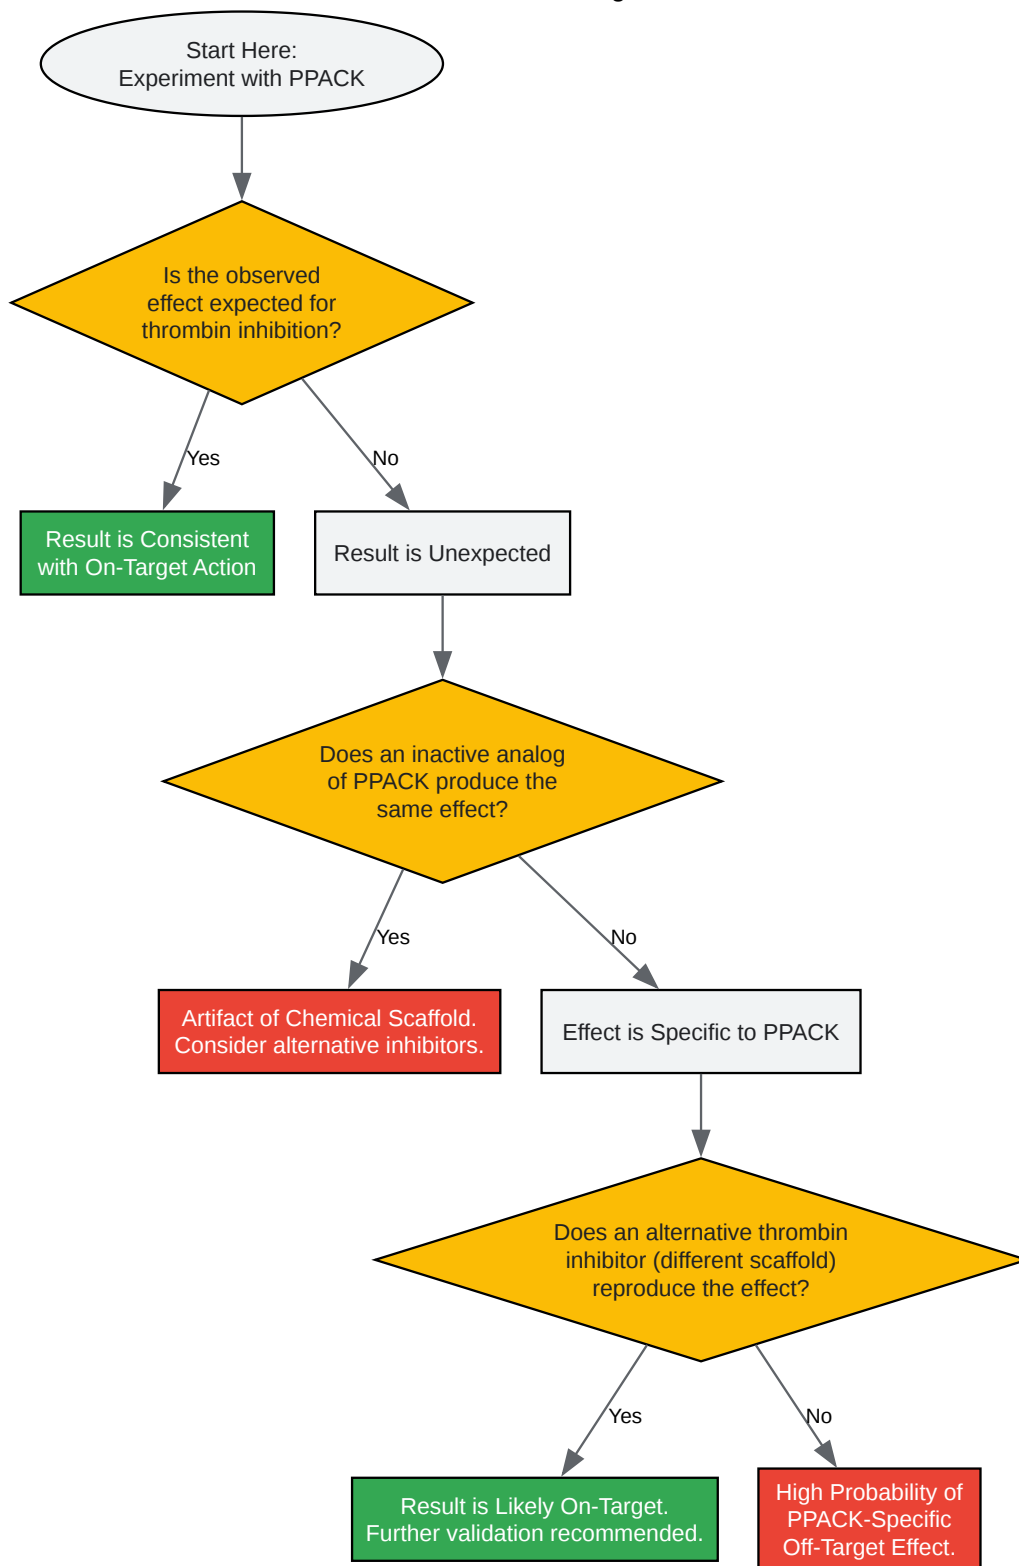 Start Here:
Experiment with PPACK
Is the observed
effect expected for
thrombin inhibition?
Yes
No
Result is Consistent
with On-Target Action
Result is Unexpected
Does an inactive analog
of PPACK produce the
same effect?
Yes
No
Artifact of Chemical Scaffold.
Consider alternative inhibitors.
Effect is Specific to PPACK
Does an alternative thrombin
inhibitor (different scaffold)
reproduce the effect?
Yes
No
Result is Likely On-Target.
Further validation recommended.
High Probability of
PPACK-Specific
Off-Target Effect.